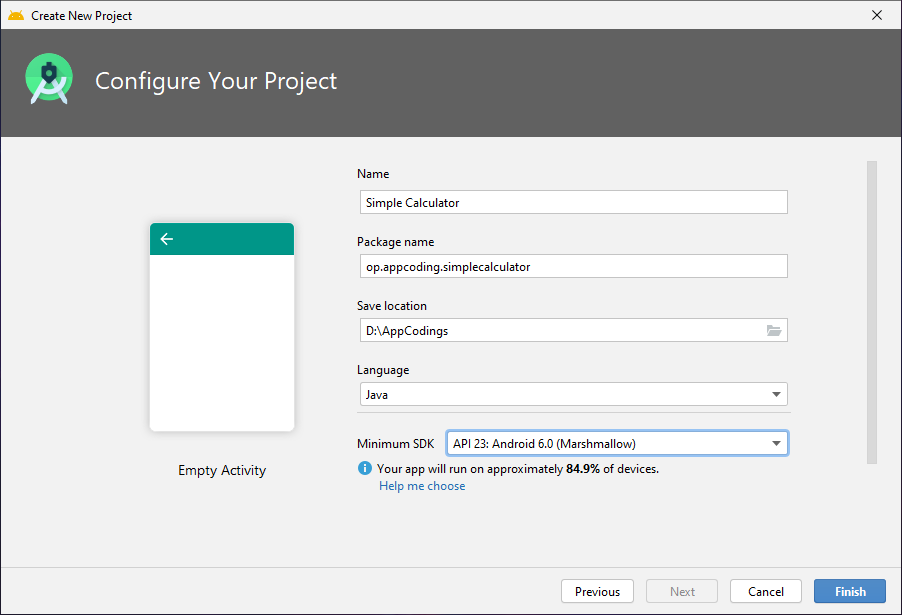 Create New Project
Configure Your Project
Name
Simple Calculator
Package name
op.appcoding.simplecalculator
Save location
D:\AppCodings
Language
Java
Minimum SDK API 23: Android 6.0 (Marshmallow)
Your app will run on approximately 84.9% of devices.
Help me choose
Empty Activity
Previous Next Cancel Finish